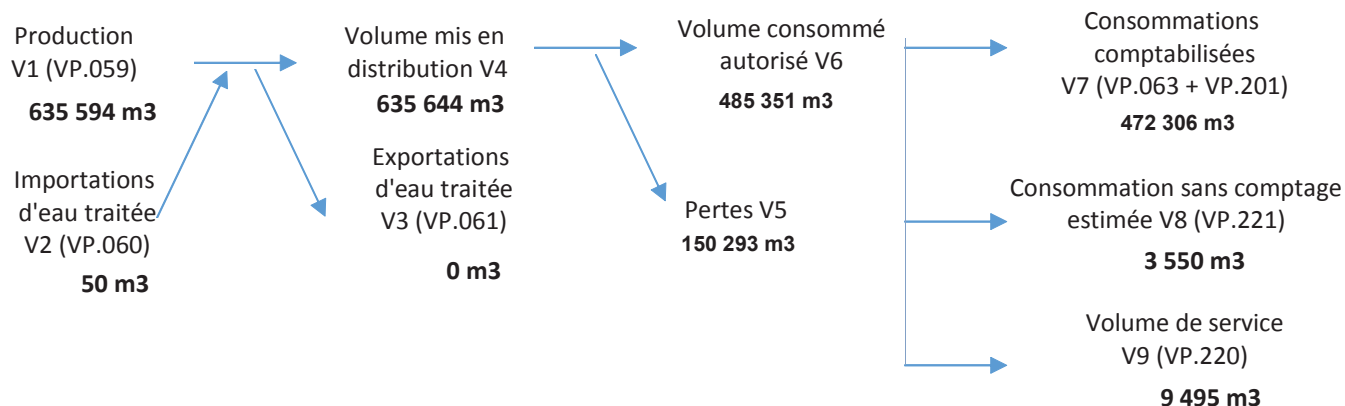 Production
V1 (VP.059)
635 594 m3
Importations
d'eau traitée
V2 (VP.060)
50 m3
Volume mis en
distribution V4
635 644 m3
Exportations
d'eau traitée
V3 (VP.061)
0 m3
Volume consommé
autorisé V6
485 351 m3
Pertes V5
150 293 m3
Consommations
comptabilisées
V7 (VP.063 + VP.201)
472 306 m3
Consommation sans comptage
estimée V8 (VP.221)
3 550 m3
Volume de service
V9 (VP.220)
9 495 m3